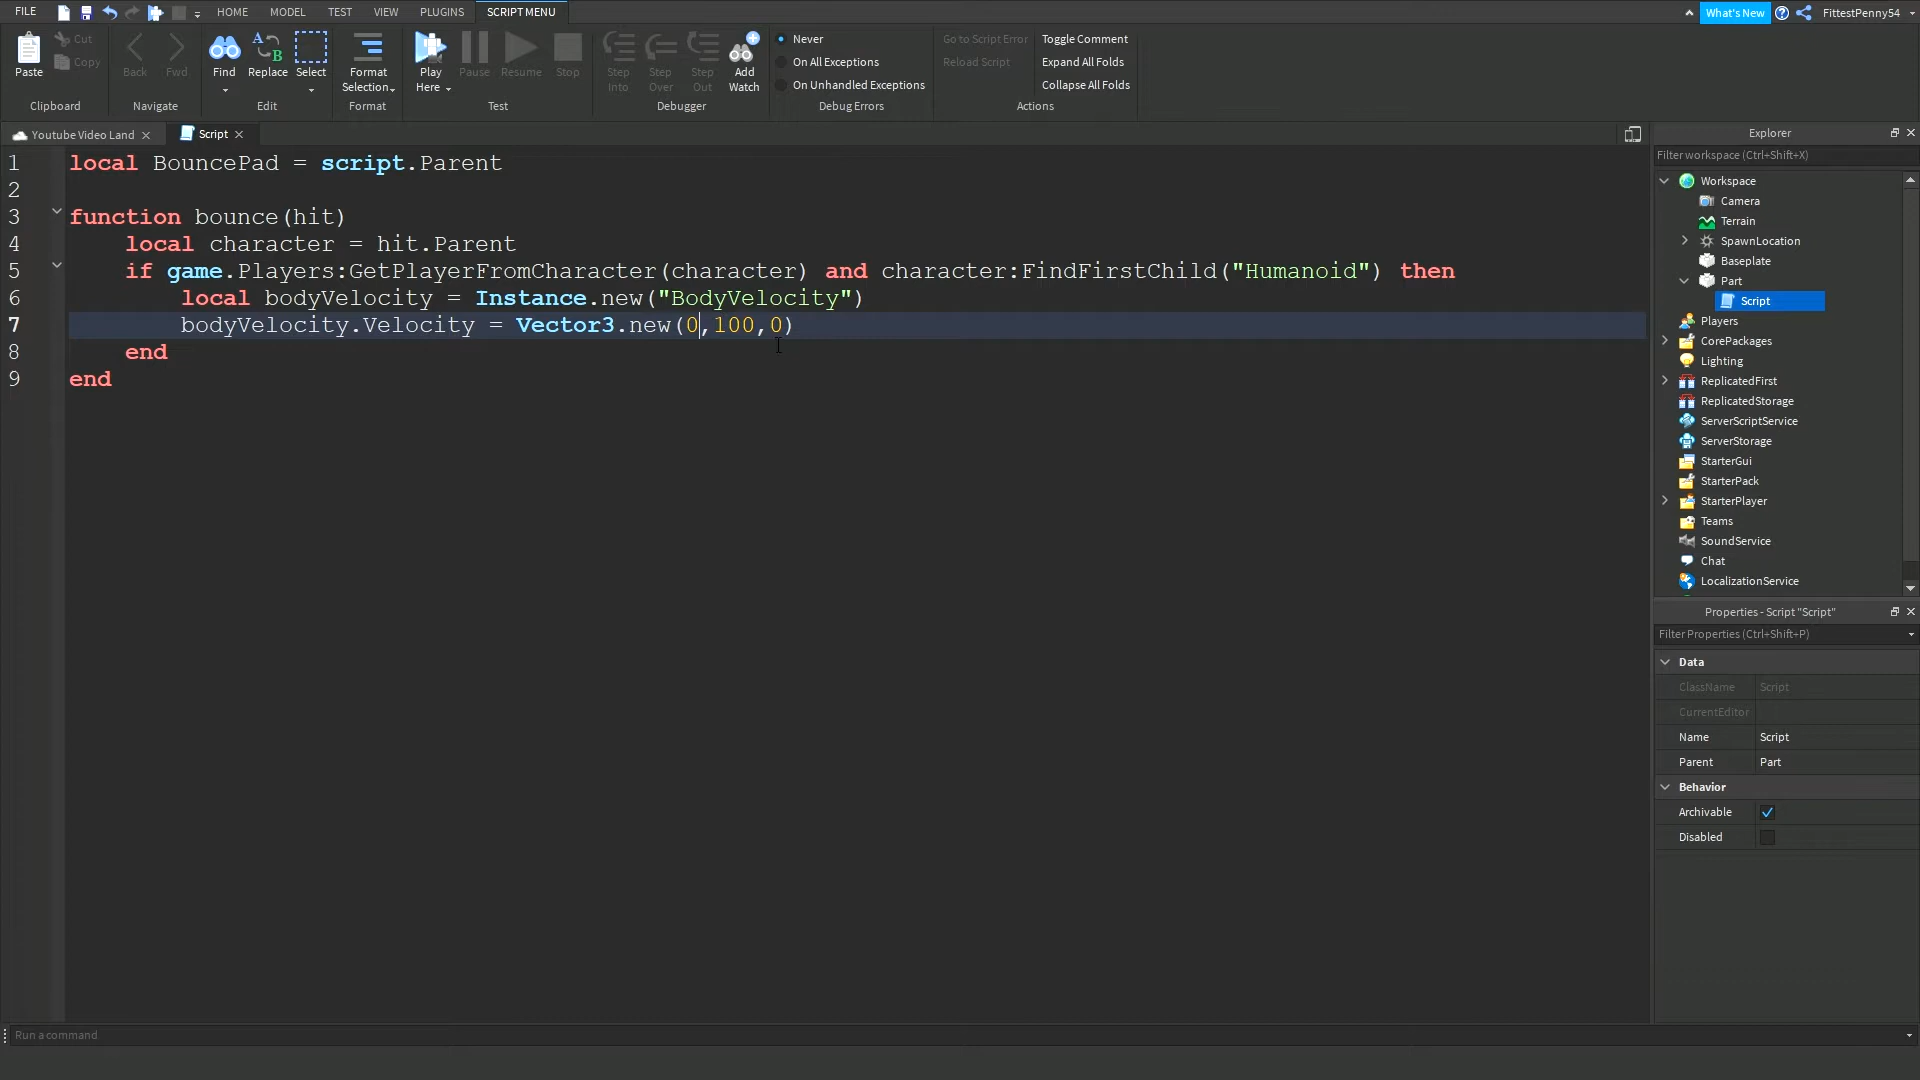 FILE HOME MODEL TEST VIEW PLUGINS SCRIPT MENU What's New FittestPenny54
Paste Cut Copy Back Fwd Find Replace Select Format Selection Play Here Pause Resume Stop Step Into Step Over Step Out Add Watch
Never
On All Exceptions
On Unhandled Exceptions
Go to Script Error
Reload Script
Toggle Comment
Expand All Folds
Collapse All Folds
Clipboard Navigate Edit Format Test Debugger Debug Errors Actions
Youtube Video Land Script
1 local BouncePad = script.Parent
2
3 function bounce(hit)
4 local character = hit.Parent
5 if game.Players:GetPlayerFromCharacter(character) and character:FindFirstChild("Humanoid") then
6 local bodyVelocity = Instance.new("BodyVelocity")
7 bodyVelocity.Velocity = Vector3.new(0,100,0)
8 end
9 end
Explorer
Filter workspace (Ctrl+Shift+X)
Workspace
Camera
Terrain
SpawnLocation
Baseplate
Part
Script
Players
CorePackages
Lighting
ReplicatedFirst
ReplicatedStorage
ServerScriptService
ServerStorage
StarterGui
StarterPack
StarterPlayer
Teams
SoundService
Chat
LocalizationService
Properties - Script "Script"
Filter Properties (Ctrl+Shift+P)
Data
ClassName Script
CurrentEditor
Name Script
Parent Part
Behavior
Archivable
Disabled
Run a command